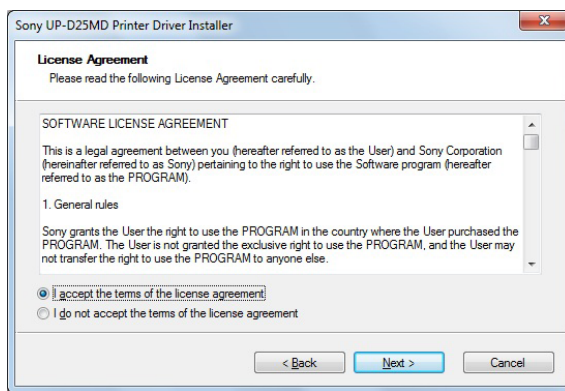 Sony UP-D25MD Printer Driver Installer
License Agreement
Please read the following License Agreement carefully.
SOFTWARE LICENSE AGREEMENT
This is a legal agreement between you (hereafter referred to as the User) and Sony Corporation
(hereinafter referred to as Sony) pertaining to the right to use the Software program (hereafter
referred to as the PROGRAM).
1. General rules
Sony grants the User the right to use the PROGRAM in the country where the User purchased the
PROGRAM. The User is not granted the exclusive right to use the PROGRAM, and the User may
not transfer the right to use the PROGRAM to anyone else.
I accept the terms of the license agreement
I do not accept the terms of the license agreement
< Back
Next >
Cancel